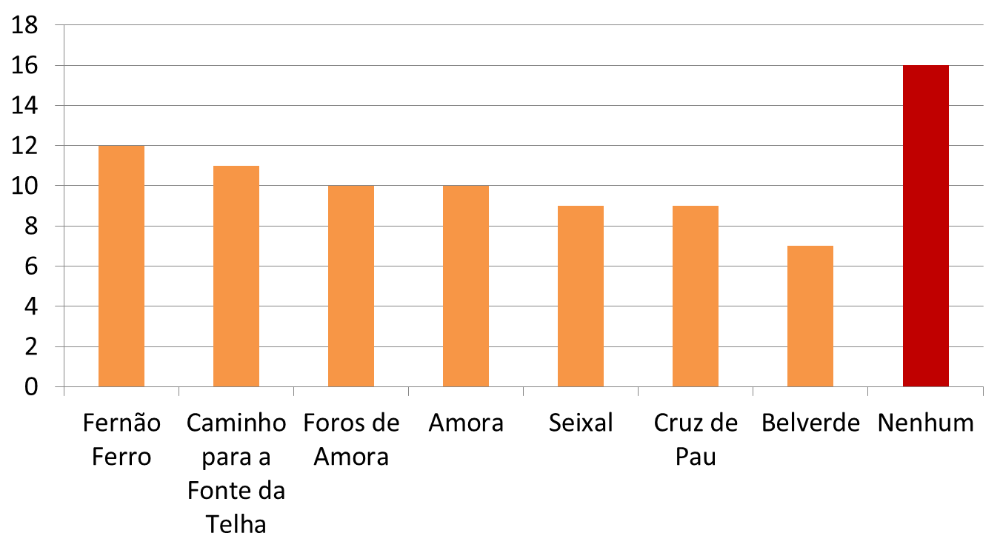 18
16
14
12
10
8
6
4
2
0
Fernão
Ferro
Caminho
para a
Fonte da
Telha
Foros de
Amora
Amora
Seixal
Cruz de
Pau
Belverde
Nenhum